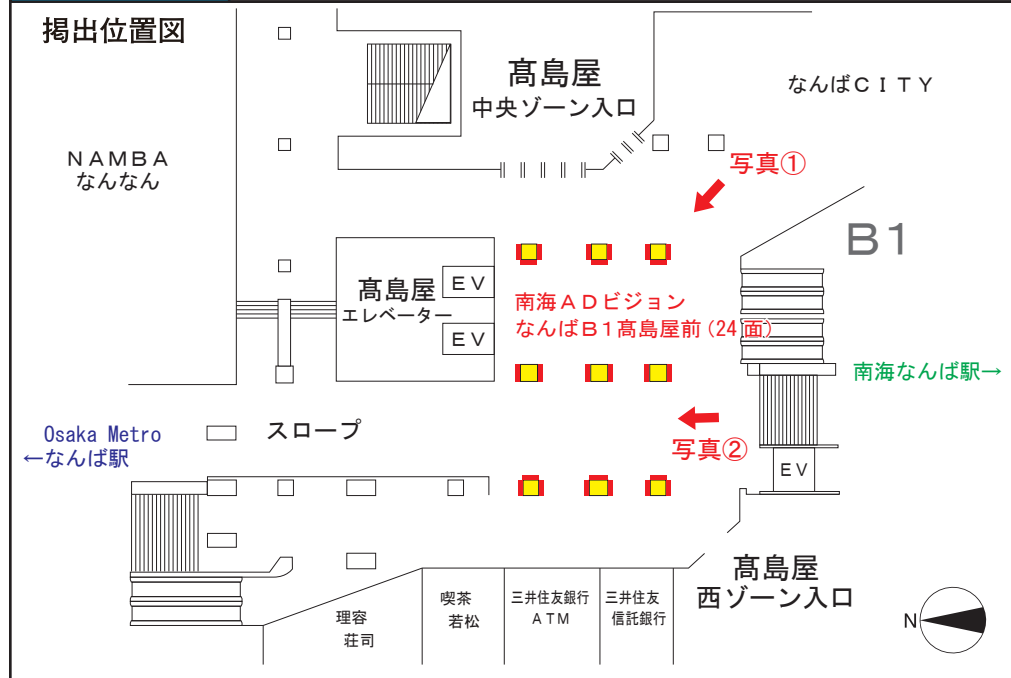 掲出位置図
髙島屋
中央ゾーン入口
なんばＣＩＴＹ
ＮＡＭＢＡ
なんなん
写真①
B1
髙島屋
エレベーター
ＥＶ
ＥＶ
南海ＡＤビジョン
なんばＢ１髙島屋前(24面)
南海なんば駅→
Osaka Metro
←なんば駅
スロープ
写真②
ＥＶ
髙島屋
西ゾーン入口
理容
荘司
喫茶
若松
三井住友銀行
ＡＴＭ
三井住友
信託銀行
N